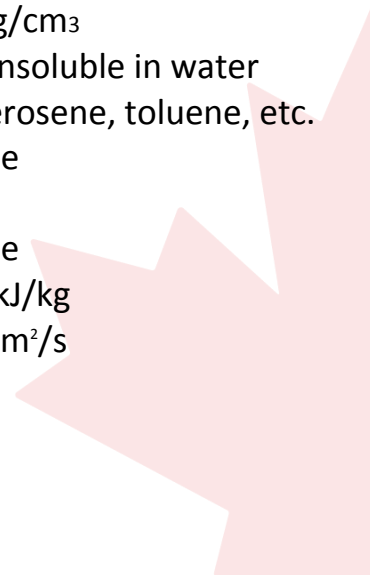 g/cm3
nsoluble in water
erosene, toluene, etc.
e
e
kJ/kg
m²/s